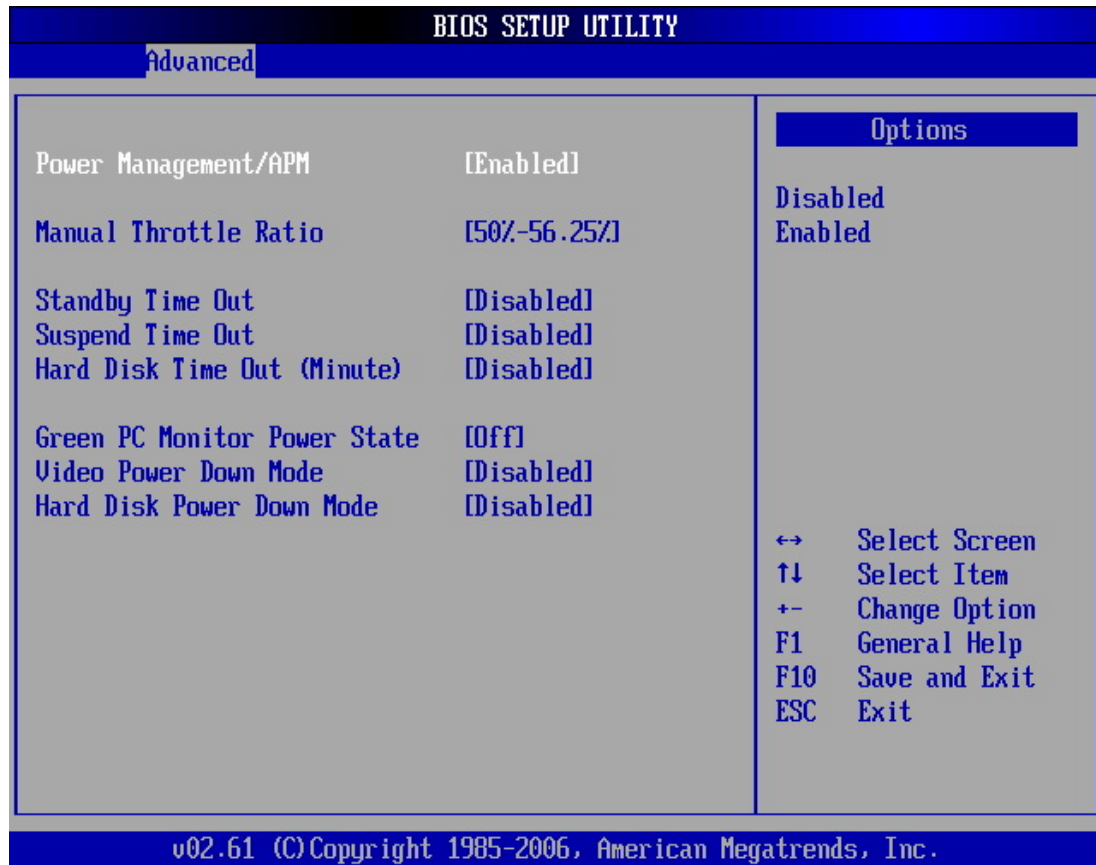 BIOS SETUP UTILITY
Advanced
Power Management/APM [Enabled]
Manual Throttle Ratio [50%-56.25%]
Standby Time Out [Disabled]
Suspend Time Out [Disabled]
Hard Disk Time Out (Minute) [Disabled]
Green PC Monitor Power State [Off]
Video Power Down Mode [Disabled]
Hard Disk Power Down Mode [Disabled]
Options
Disabled
Enabled
←→ Select Screen
↑↓ Select Item
+- Change Option
F1 General Help
F10 Save and Exit
ESC Exit
v02.61 (C)Copyright 1985-2006, American Megatrends, Inc.